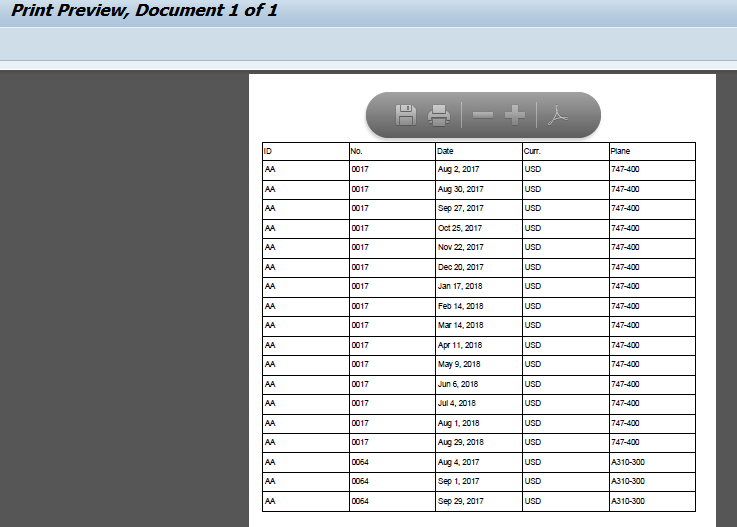 Print Preview, Document 1 of 1
ID No. Date Curr. Plane
AA 0017 Aug 2, 2017 USD 747-400
AA 0017 Aug 30, 2017 USD 747-400
AA 0017 Sep 27, 2017 USD 747-400
AA 0017 Oct 25, 2017 USD 747-400
AA 0017 Nov 22, 2017 USD 747-400
AA 0017 Dec 20, 2017 USD 747-400
AA 0017 Jan 17, 2018 USD 747-400
AA 0017 Feb 14, 2018 USD 747-400
AA 0017 Mar 14, 2018 USD 747-400
AA 0017 Apr 11, 2018 USD 747-400
AA 0017 May 9, 2018 USD 747-400
AA 0017 Jun 6, 2018 USD 747-400
AA 0017 Jul 4, 2018 USD 747-400
AA 0017 Aug 1, 2018 USD 747-400
AA 0017 Aug 29, 2018 USD 747-400
AA 0064 Aug 4, 2017 USD A310-300
AA 0064 Sep 1, 2017 USD A310-300
AA 0064 Sep 29, 2017 USD A310-300